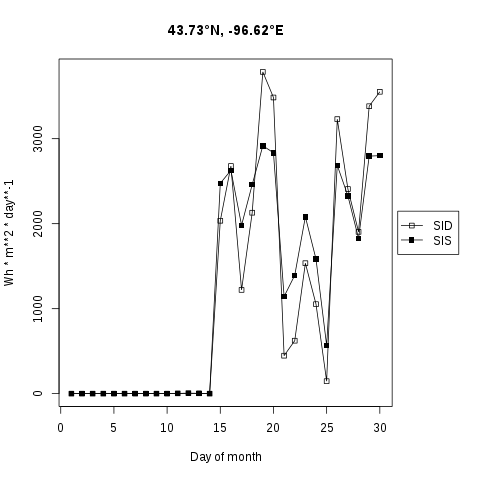 43.73°N, -96.62°E
Wh * m**2 * day**-1
3000
2000
1000
0
0 5 10 15 20 25 30
Day of month
SID
SIS